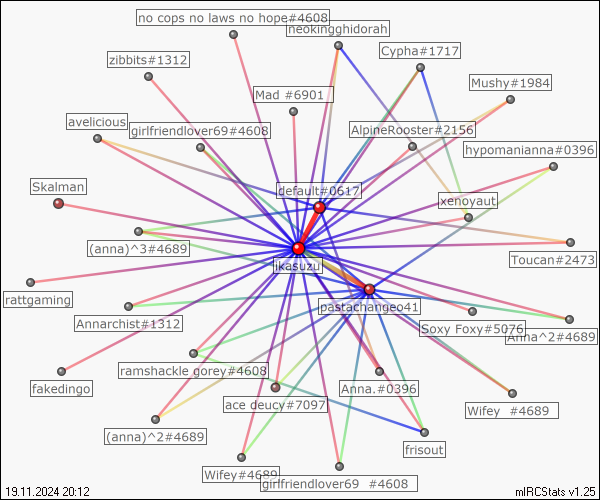 no cops no laws no hope#4608
neokingghidorah
Cypha#1717
zibbits#1312
Mushy#1984
Mad #6901
avelicious
girlfriendlover69#4608
AlpineRooster#2156
hypomanianna#0396
Skalman
default#0617
xenoyaut
(anna)^3#4689
Toucan#2473
jkasuzu
rattgaming
pastachangeo41
Annarchist#1312
Soxy Foxy#5076
Anna^2#4689
fakedingo
ramshackle gorey#4608
Anna.#0396
ace deucy#7097
Wifey #4689
(anna)^2#4689
frisout
Wifey#4689
girlfriendlover69 #4608
19.11.2024 20:12
mIRCStats v1.25